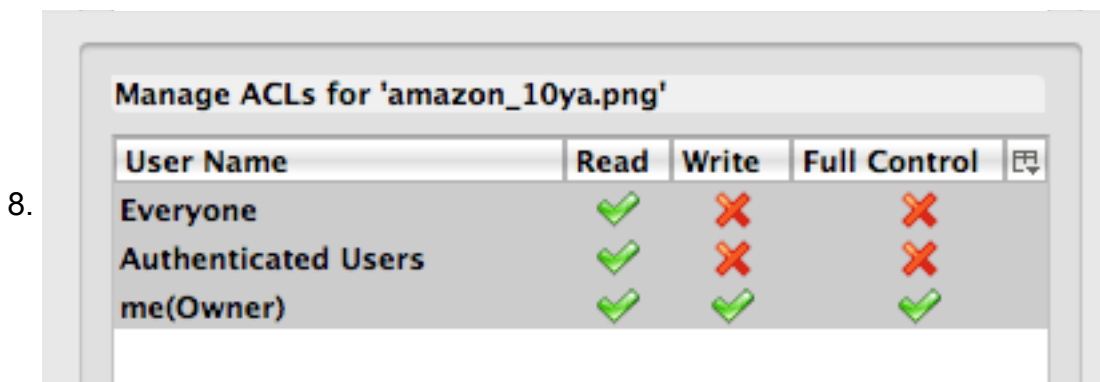 Manage ACLs for 'amazon_10ya.png'
User Name Read Write Full Control
8.
Everyone
Authenticated Users
me(Owner)